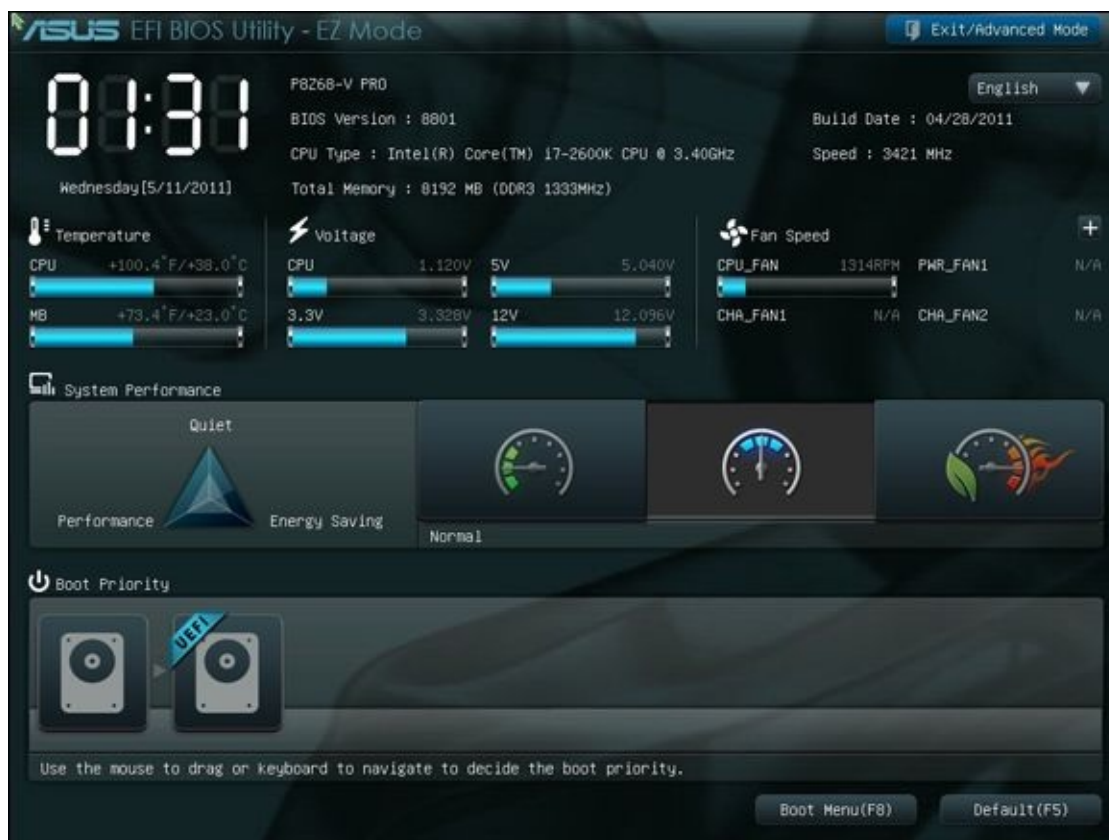 ASUS EFI BIOS Utility - EZ Mode
Exit/Advanced Mode
01:31
Wednesday[5/11/2011]
P8Z68-V PRO
English
BIOS Version : 8801
Build Date : 04/28/2011
CPU Type : Intel(R) Core(TM) i7-2600K CPU @ 3.40GHz
Speed : 3421 MHz
Total Memory : 8192 MB (DDR3 1333MHz)
Temperature
CPU +100.4°F/+38.0°C
MB +73.4°F/+23.0°C
Voltage
CPU 1.120V 5V 5.040V
3.3V 3.328V 12V 12.096V
Fan Speed
CPU_FAN 1314RPM PWR_FAN1 N/A
CHA_FAN1 N/A CHA_FAN2 N/A
System Performance
Quiet
Performance Energy Saving
Normal
Boot Priority
UEFI
Use the mouse to drag or keyboard to navigate to decide the boot priority.
Boot Menu(F8)
Default(F5)